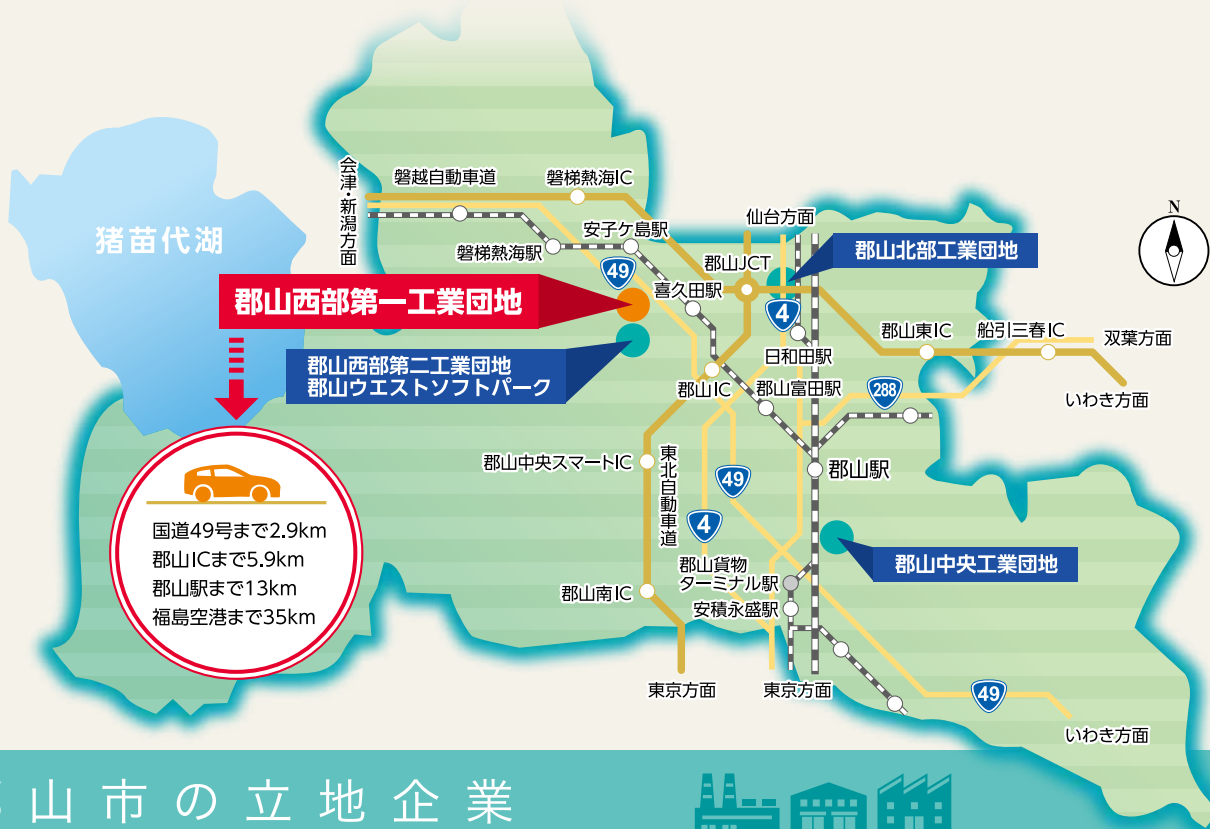 会津・新潟方面
磐越自動車道
磐梯熱海IC
猪苗代湖
磐梯熱海駅
安子ケ島駅
仙台方面
N
49
郡山JCT
郡山北部工業団地
喜久田駅
郡山西部第一工業団地
4
日和田駅
郡山東IC
船引三春IC
双葉方面
郡山西部第二工業団地
郡山ウエストソフトパーク
郡山IC
郡山富田駅
288
いわき方面
郡山中央スマートIC
東北自動車道
49
郡山駅
4
国道49号まで2.9km
郡山ICまで5.9km
郡山駅まで13km
福島空港まで35km
郡山中央工業団地
郡山貨物
ターミナル駅
郡山南IC
安積永盛駅
東京方面
東京方面
49
いわき方面
山市の立地企業